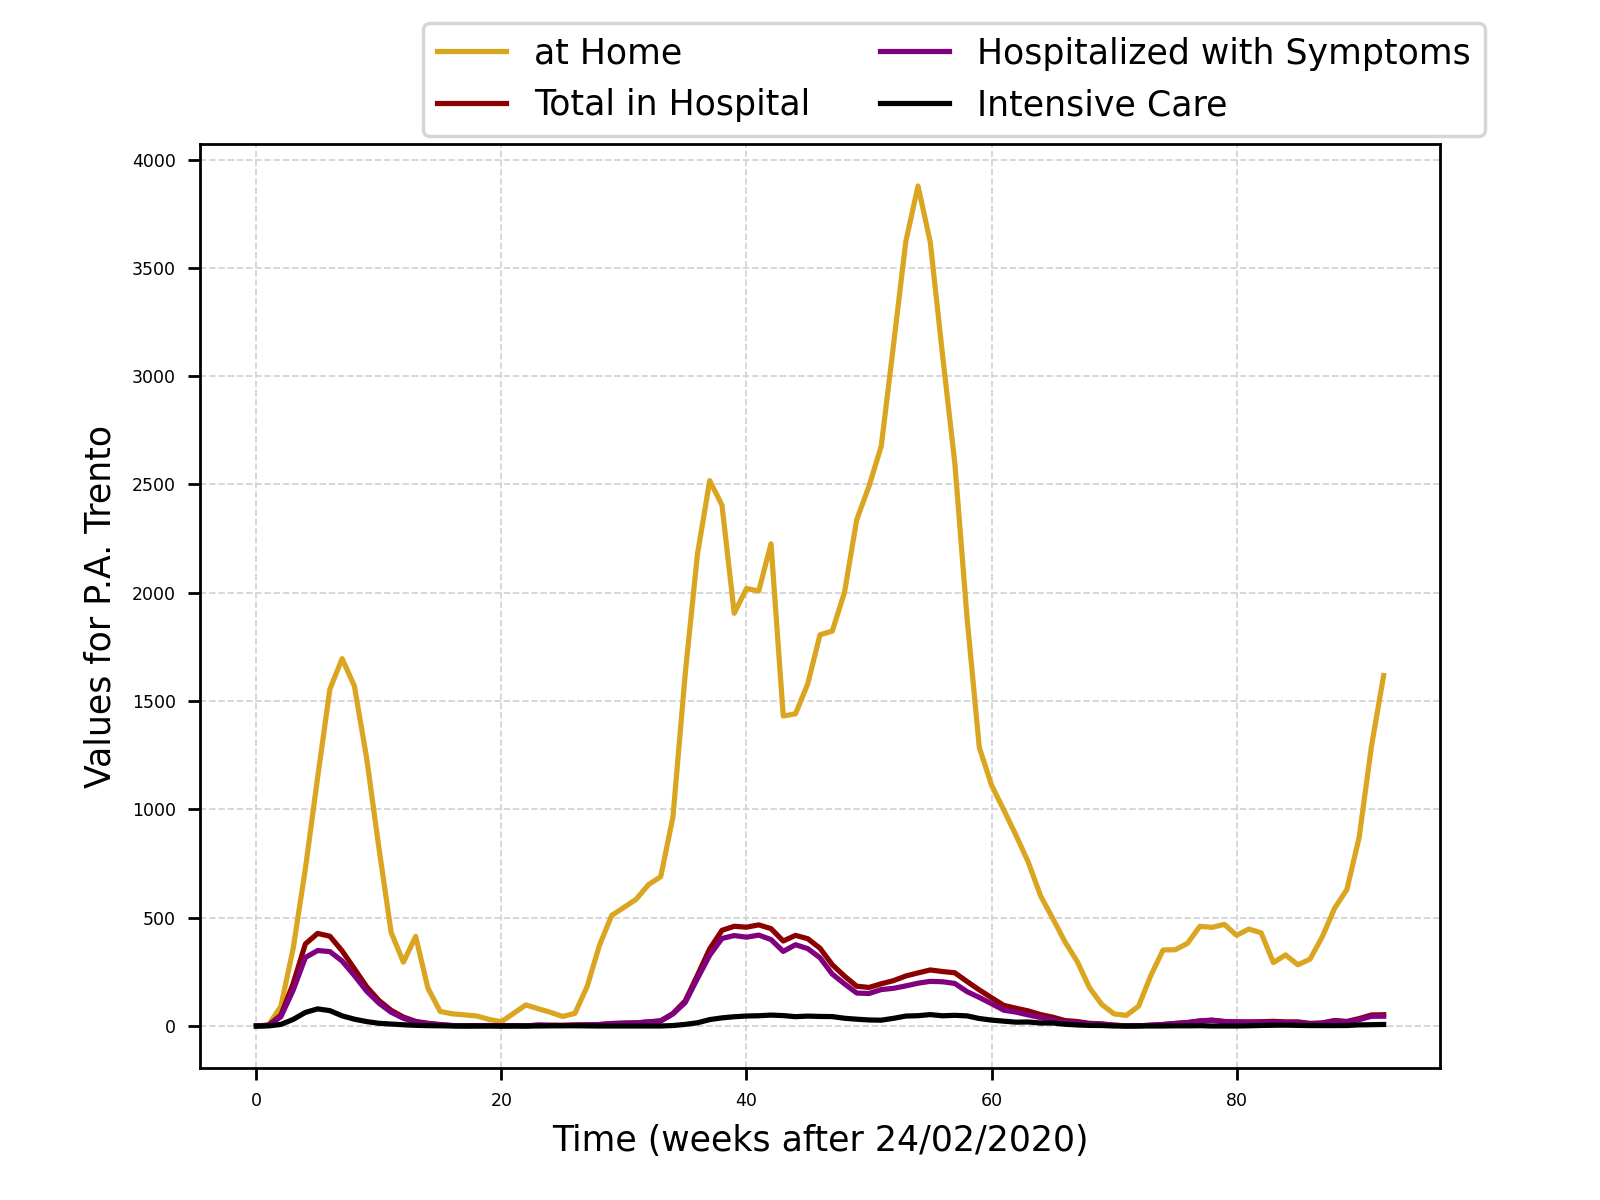 at Home
Total in Hospital
Hospitalized with Symptoms
Intensive Care
Values for P.A. Trento
4000
3500
3000
2500
2000
1500
1000
500
0
0 20 40 60 80
Time (weeks after 24/02/2020)